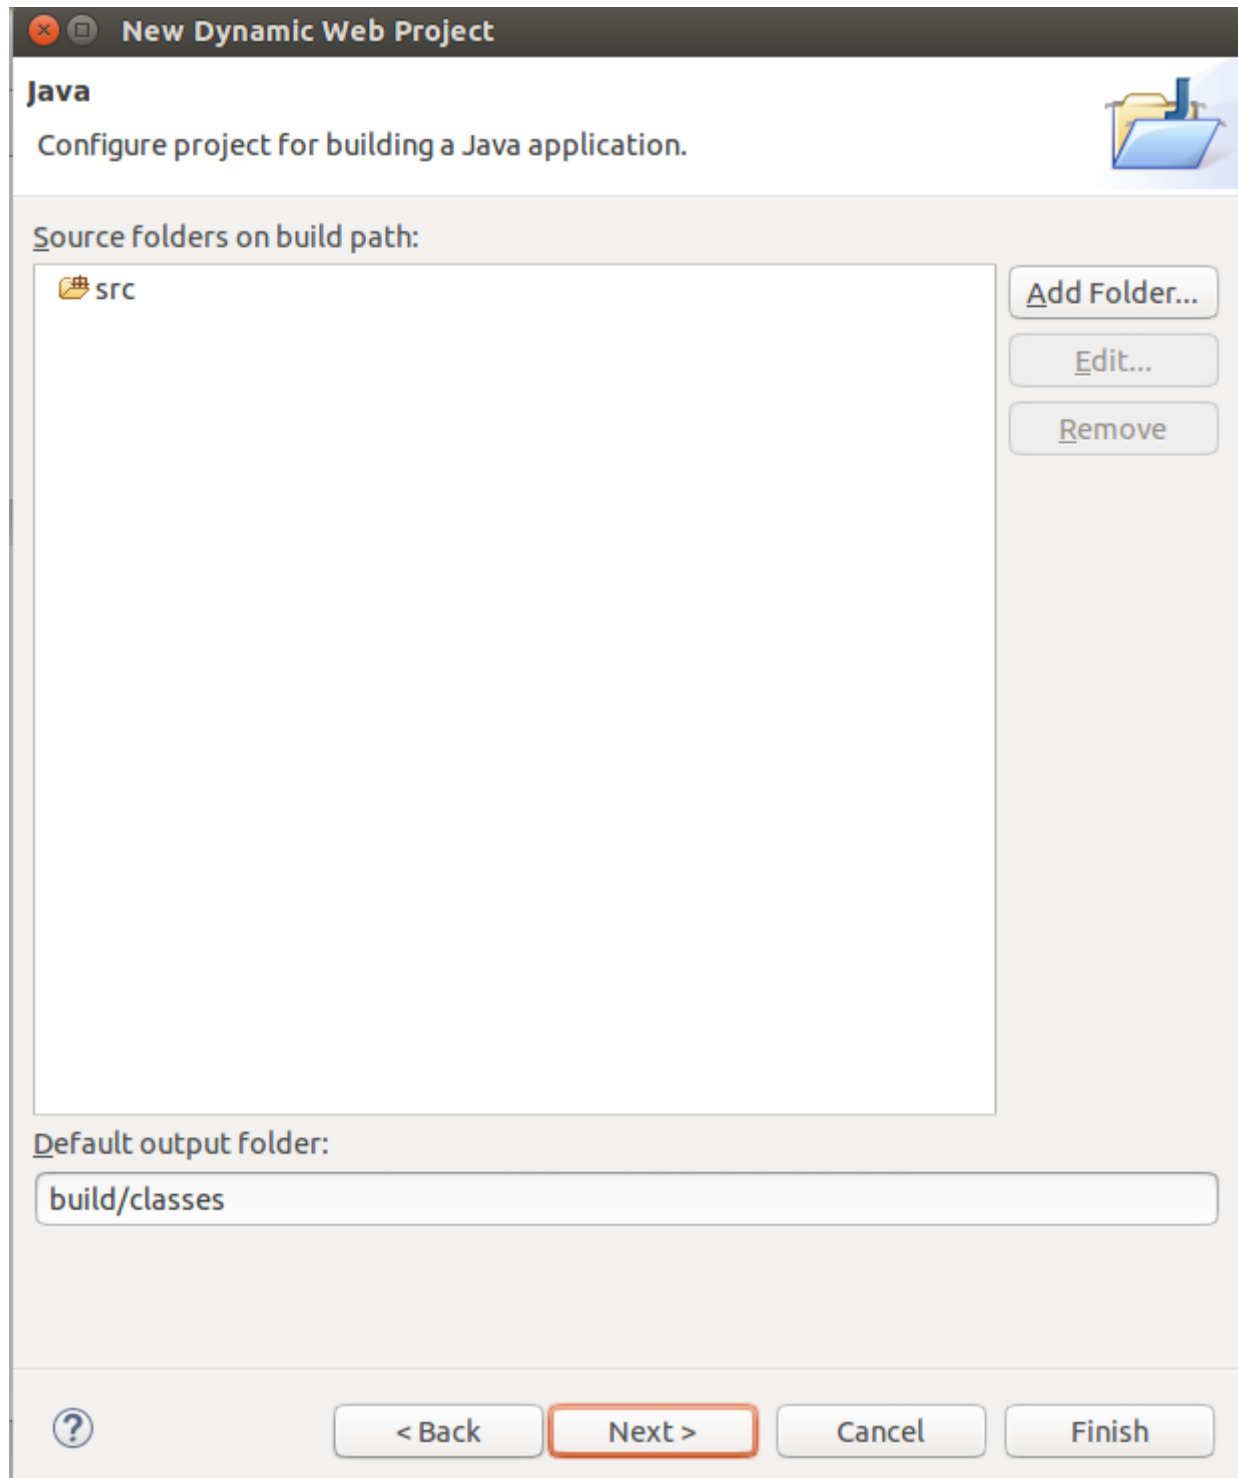 New Dynamic Web Project
Java
Configure project for building a Java application.
Source folders on build path:
src
Add Folder...
Edit...
Remove
Default output folder:
build/classes
? < Back Next > Cancel Finish